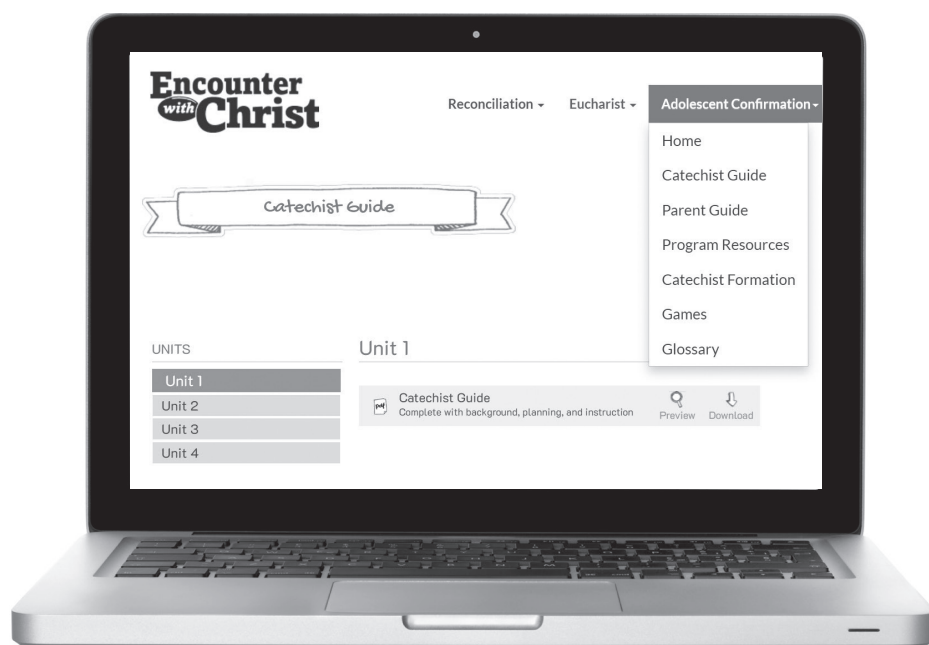 Encounter
with Christ
Reconciliation
Eucharist
Adolescent Confirmation
Home
Catechist Guide
Parent Guide
Program Resources
Catechist Formation
Games
Glossary
Catechist Guide
UNITS
Unit 1
Unit 2
Unit 3
Unit 4
Unit 1
pdf
Catechist Guide
Complete with background, planning, and instruction
Preview
Download